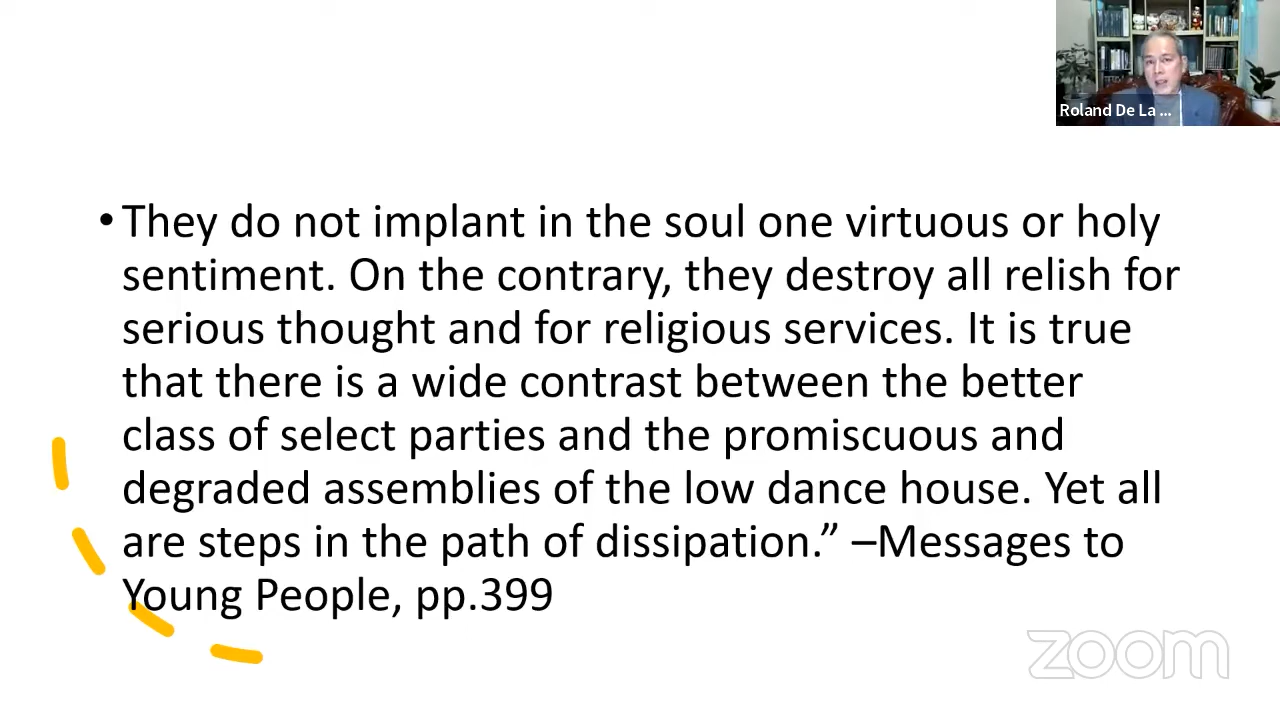 Roland De La ...
• They do not implant in the soul one virtuous or holy
sentiment. On the contrary, they destroy all relish for
serious thought and for religious services. It is true
that there is a wide contrast between the better
class of select parties and the promiscuous and
degraded assemblies of the low dance house. Yet all
are steps in the path of dissipation.” –Messages to
Young People, pp.399
zoom